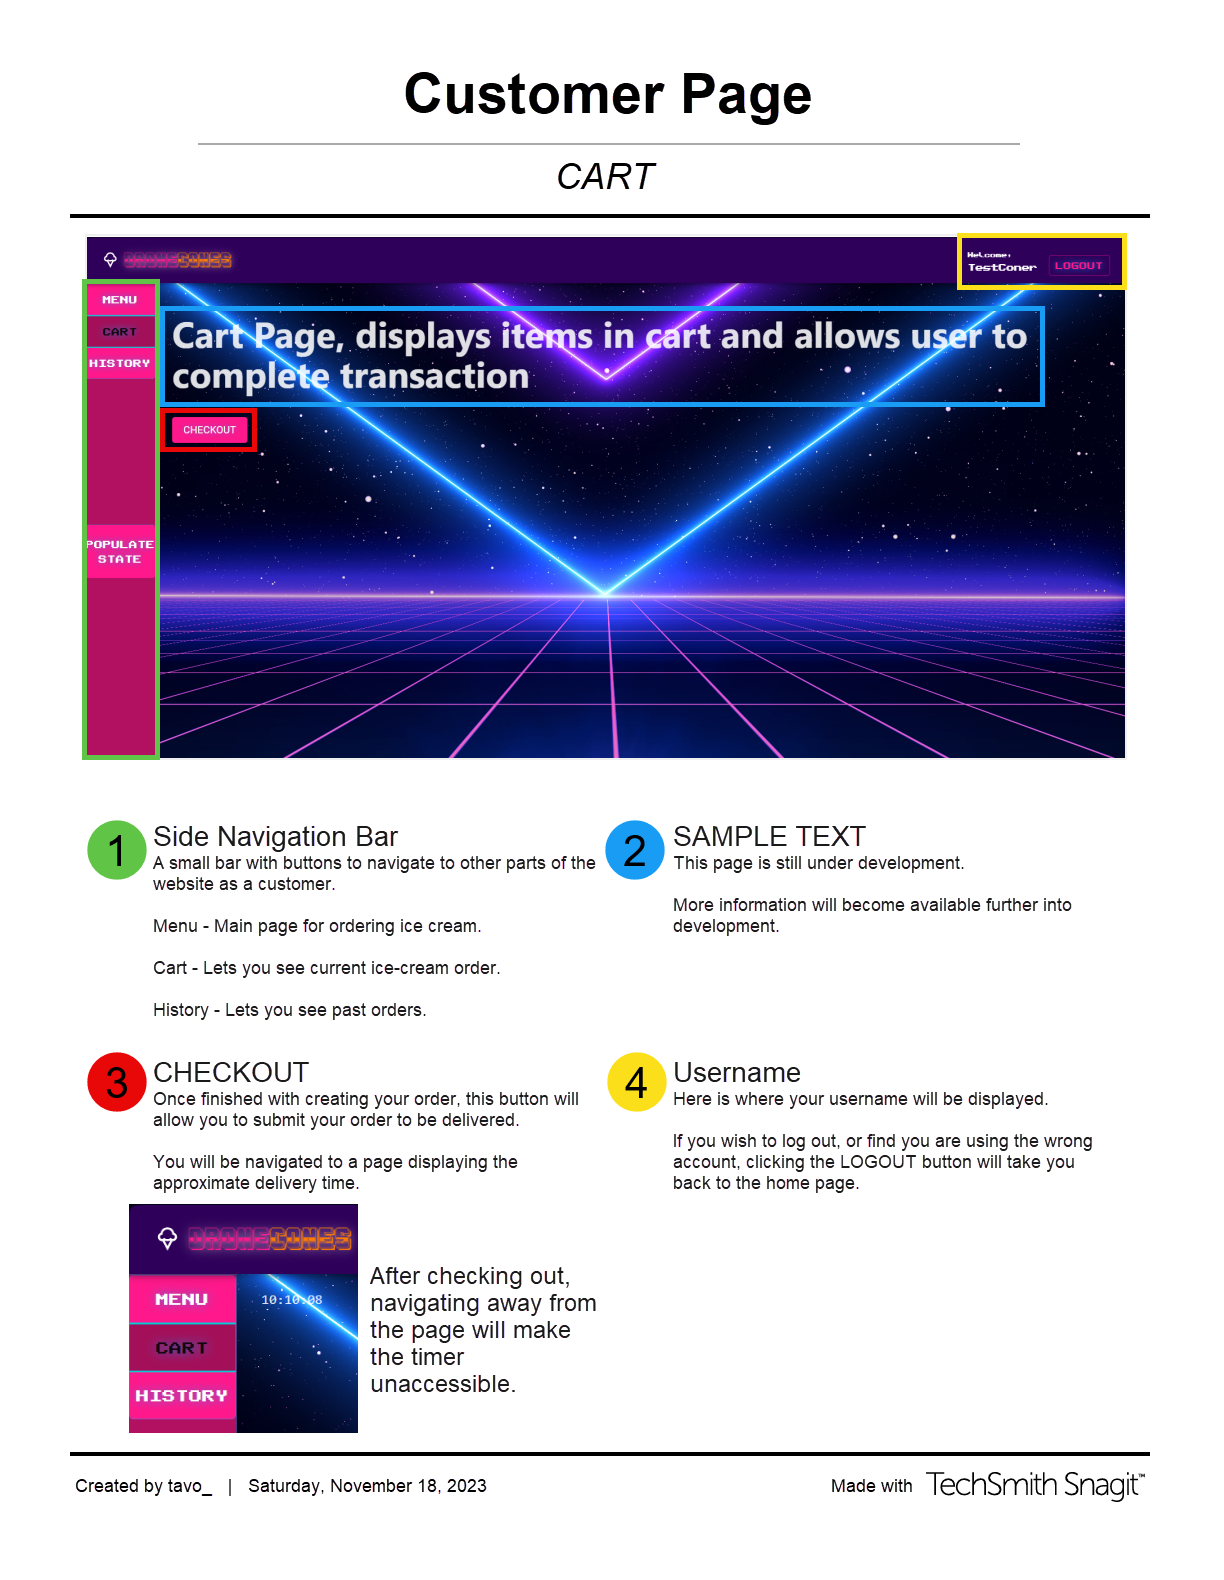 Customer Page
CART
DRONECONES
Welcome:
TestConer
LOGOUT
MENU
CART
HISTORY
POPULATE
STATE
Cart Page, displays items in cart and allows user to
complete transaction
CHECKOUT
1
Side Navigation Bar
A small bar with buttons to navigate to other parts of the
website as a customer.
Menu - Main page for ordering ice cream.
Cart - Lets you see current ice-cream order.
History - Lets you see past orders.
2
SAMPLE TEXT
This page is still under development.
More information will become available further into
development.
3
CHECKOUT
Once finished with creating your order, this button will
allow you to submit your order to be delivered.
You will be navigated to a page displaying the
approximate delivery time.
4
Username
Here is where your username will be displayed.
If you wish to log out, or find you are using the wrong
account, clicking the LOGOUT button will take you
back to the home page.
DRONECONES
MENU
CART
HISTORY
10:10:08
After checking out,
navigating away from
the page will make
the timer
unaccessible.
Created by tavo_ | Saturday, November 18, 2023
Made with TechSmith Snagit™